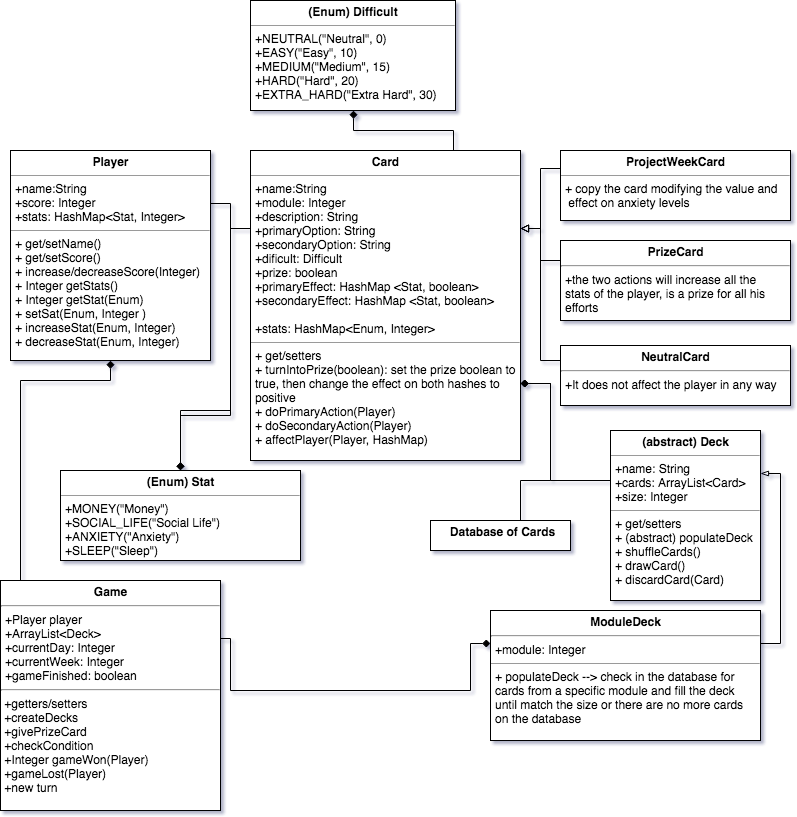 (Enum) Difficult
+NEUTRAL("Neutral", 0)
+EASY("Easy", 10)
+MEDIUM("Medium", 15)
+HARD("Hard", 20)
+EXTRA_HARD("Extra Hard", 30)
Player
+name:String
+score: Integer
+stats: HashMap<Stat, Integer>
+ get/setName()
+ get/setScore()
+ increase/decreaseScore(Integer)
+ Integer getStats()
+ Integer getStat(Enum)
+ setSat(Enum, Integer )
+ increaseStat(Enum, Integer)
+ decreaseStat(Enum, Integer)
Card
+name:String
+module: Integer
+description: String
+primaryOption: String
+secondaryOption: String
+dificult: Difficult
+prize: boolean
+primaryEffect: HashMap <Stat, boolean>
+secondaryEffect: HashMap <Stat, boolean>
+stats: HashMap<Enum, Integer>
+ get/setters
+ turnIntoPrize(boolean): set the prize boolean to
true, then change the effect on both hashes to
positive
+ doPrimaryAction(Player)
+ doSecondaryAction(Player)
+ affectPlayer(Player, HashMap)
ProjectWeekCard
+ copy the card modifying the value and
effect on anxiety levels
PrizeCard
+the two actions will increase all the
stats of the player, is a prize for all his
efforts
NeutralCard
+It does not affect the player in any way
(abstract) Deck
+name: String
+cards: ArrayList<Card>
+size: Integer
+ get/setters
+ (abstract) populateDeck
+ shuffleCards()
+ drawCard()
+ discardCard(Card)
(Enum) Stat
+MONEY("Money")
+SOCIAL_LIFE("Social Life")
+ANXIETY("Anxiety")
+SLEEP("Sleep")
Database of Cards
Game
+Player player
+ArrayList<Deck>
+currentDay: Integer
+currentWeek: Integer
+gameFinished: boolean
+getters/setters
+createDecks
+givePrizeCard
+checkCondition
+Integer gameWon(Player)
+gameLost(Player)
+new turn
ModuleDeck
+module: Integer
+ populateDeck --> check in the database for
cards from a specific module and fill the deck
until match the size or there are no more cards
on the database